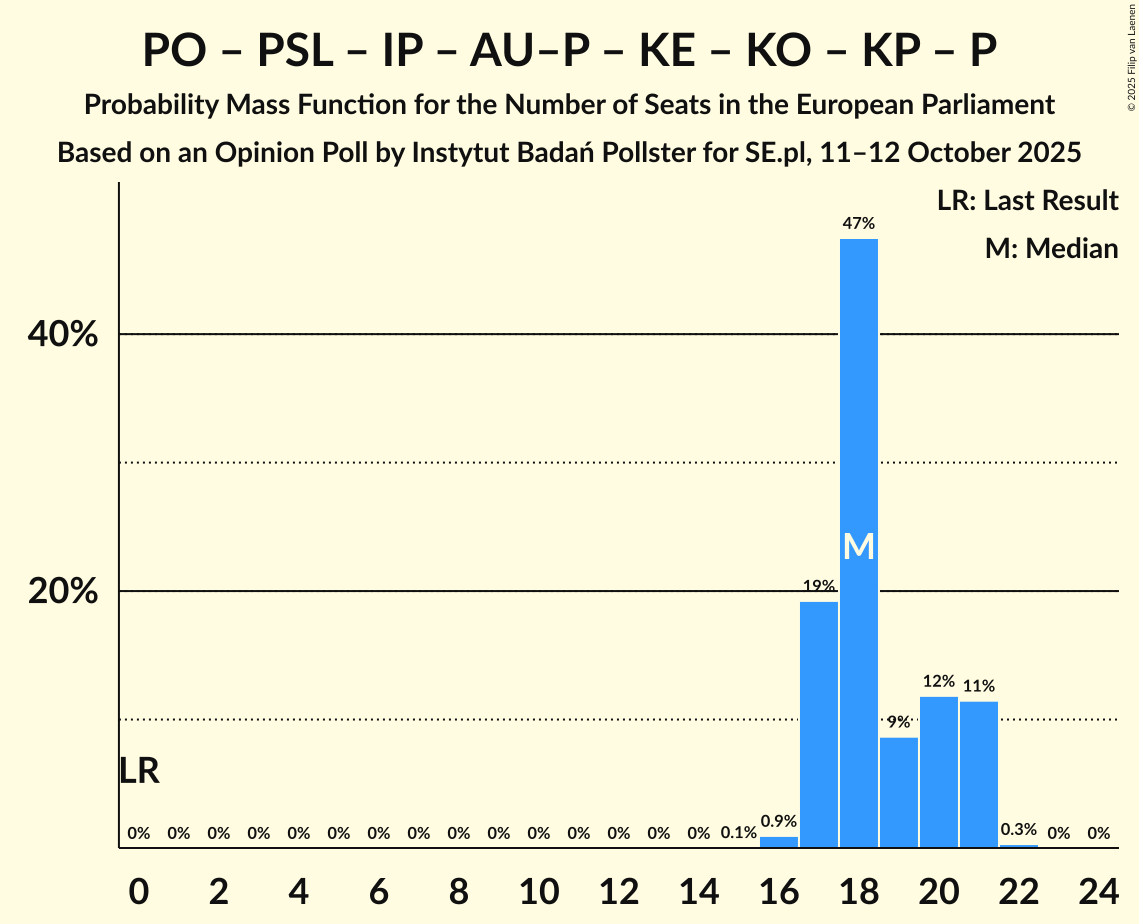 PO – PSL – IP – AU–P – KE – KO – KP – P
Probability Mass Function for the Number of Seats in the European Parliament
Based on an Opinion Poll by Instytut Badań Pollster for SE.pl, 11–12 October 2025
© 2025 Filip van Laenen
LR: Last Result
M: Median
47%
40%
M
19%
20%
12%
11%
9%
LR
0% 0% 0% 0% 0% 0% 0% 0% 0% 0% 0% 0% 0% 0% 0% 0.1% 0.9% 0.3% 0% 0%
0 2 4 6 8 10 12 14 16 18 20 22 24